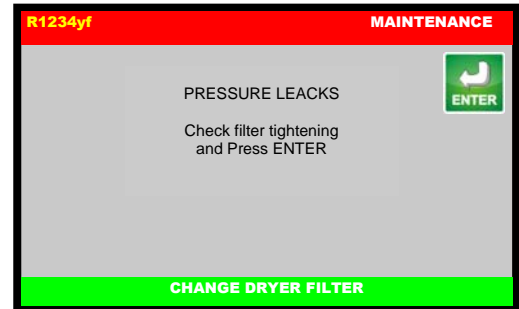 R1234yf MAINTENANCE
PRESSURE LEACKS
ENTER
Check filter tightening
and Press ENTER
CHANGE DRYER FILTER